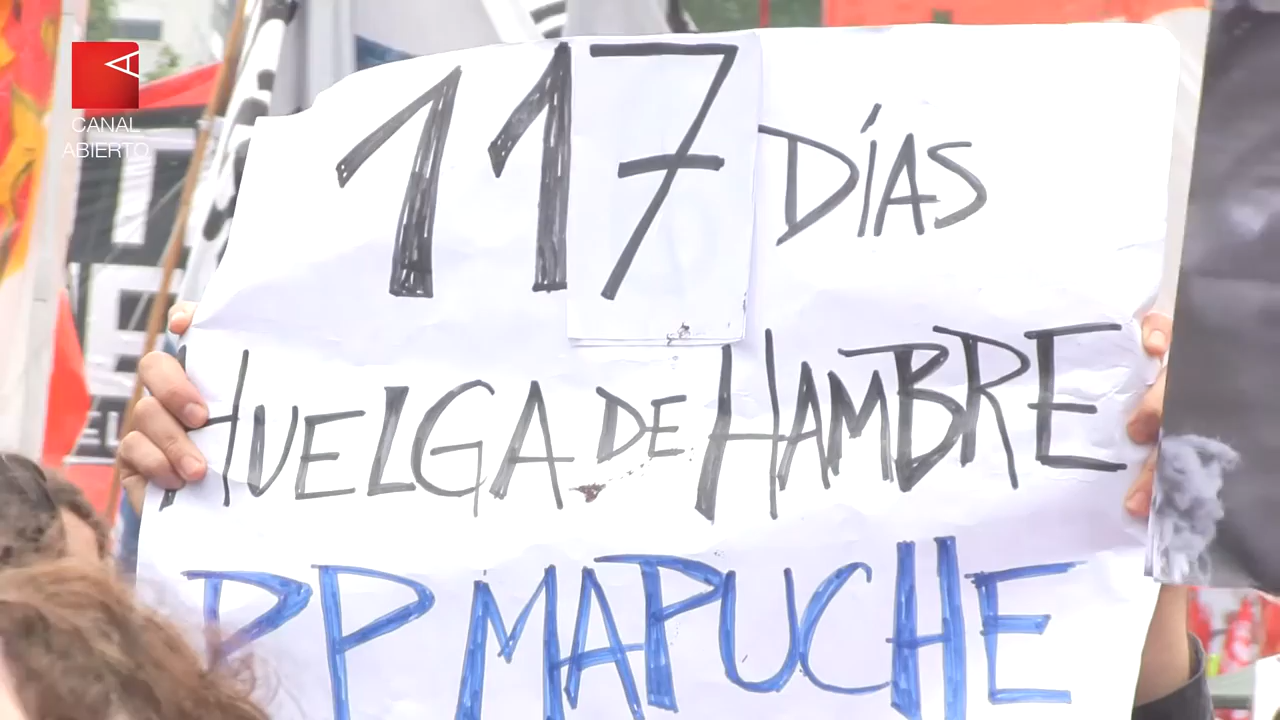 CANAL
ABIERTO
117 DÍAS
HUELGA DE HAMBRE
PP MAPUCHE